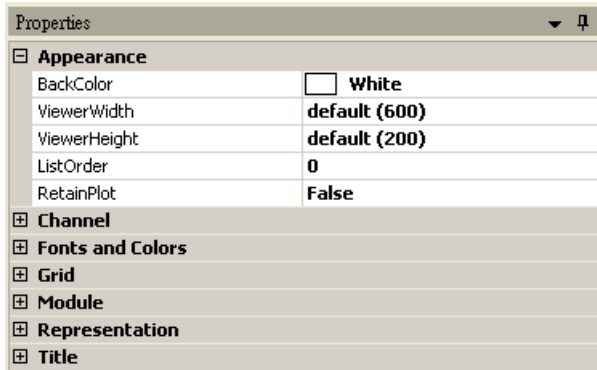 Properties
Appearance
BackColor White
ViewerWidth default (600)
ViewerHeight default (200)
ListOrder 0
RetainPlot False
Channel
Fonts and Colors
Grid
Module
Representation
Title